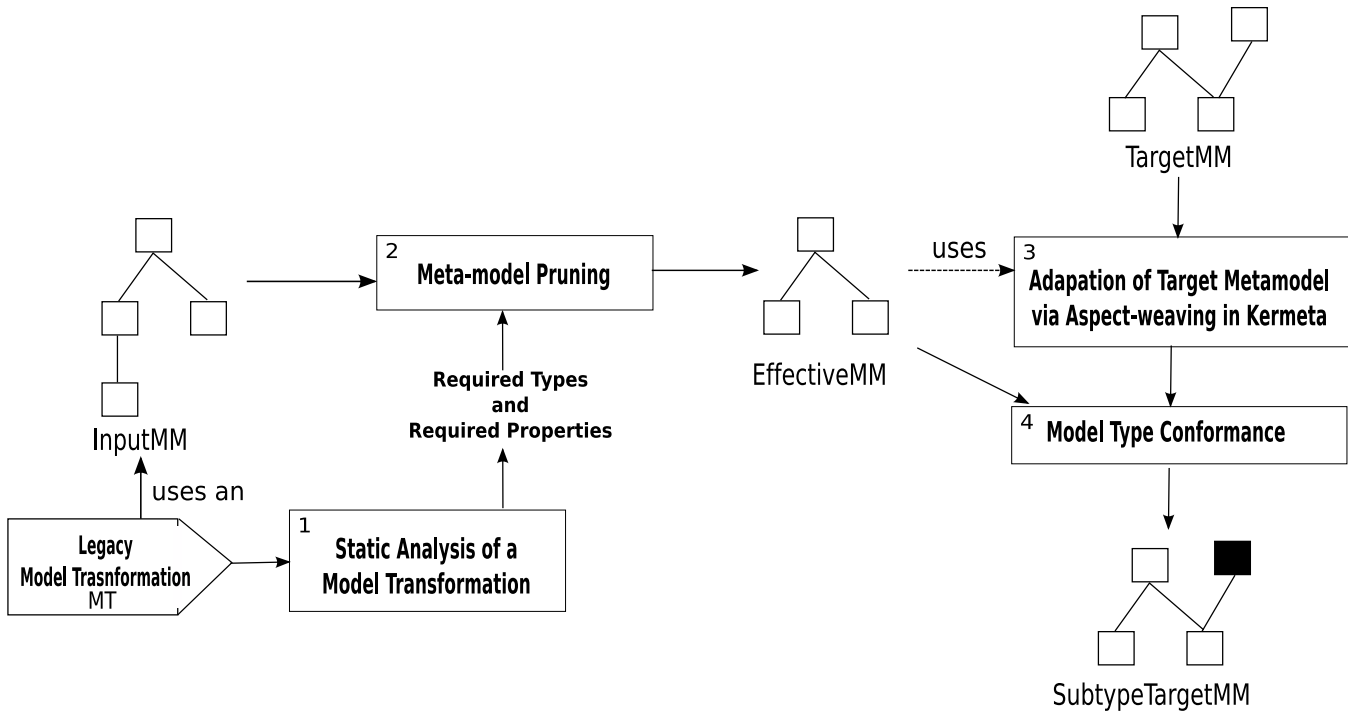 TargetMM
uses
3
Adapation of Target Metamodel
via Aspect-weaving in Kermeta
2
Meta-model Pruning
EffectiveMM
Required Types
and
Required Properties
4
Model Type Conformance
InputMM
uses an
1
Static Analysis of a
Model Transformation
Legacy
Model Trasnformation
MT
SubtypeTargetMM